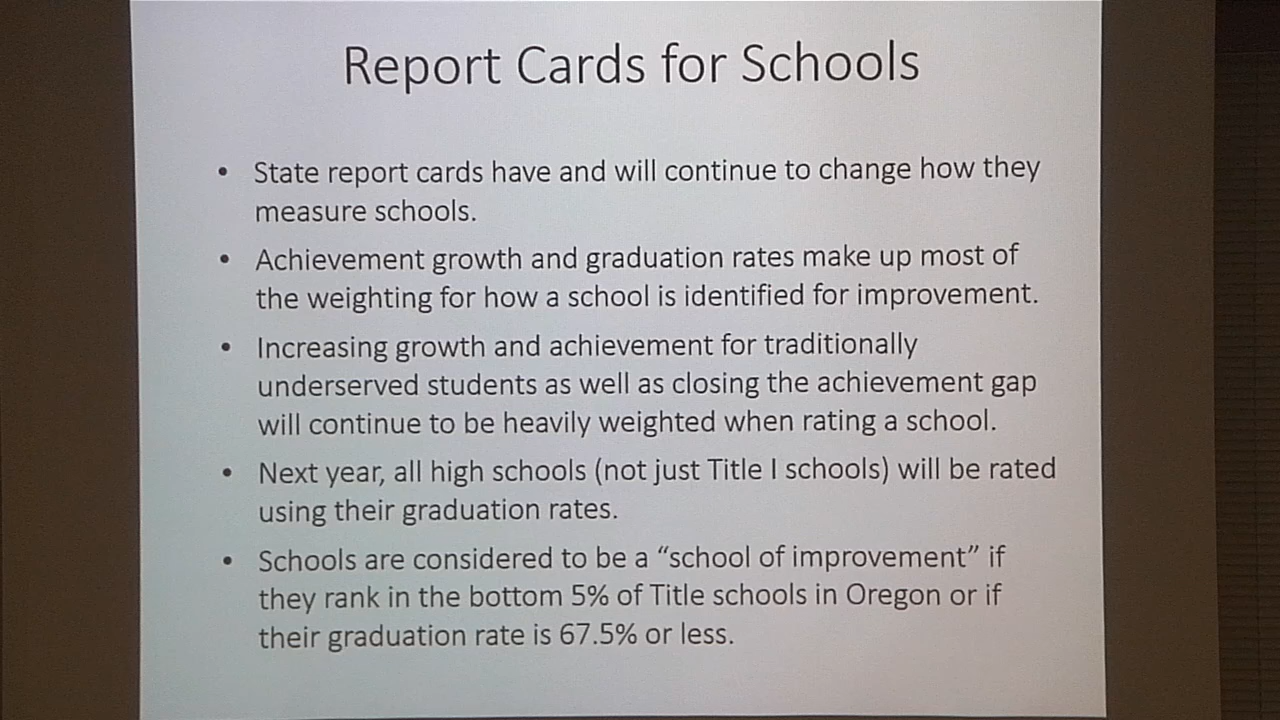 Report Cards for Schools
• State report cards have and will continue to change how they
measure schools.
• Achievement growth and graduation rates make up most of
the weighting for how a school is identified for improvement.
• Increasing growth and achievement for traditionally
underserved students as well as closing the achievement gap
will continue to be heavily weighted when rating a school.
• Next year, all high schools (not just Title I schools) will be rated
using their graduation rates.
• Schools are considered to be a “school of improvement” if
they rank in the bottom 5% of Title schools in Oregon or if
their graduation rate is 67.5% or less.